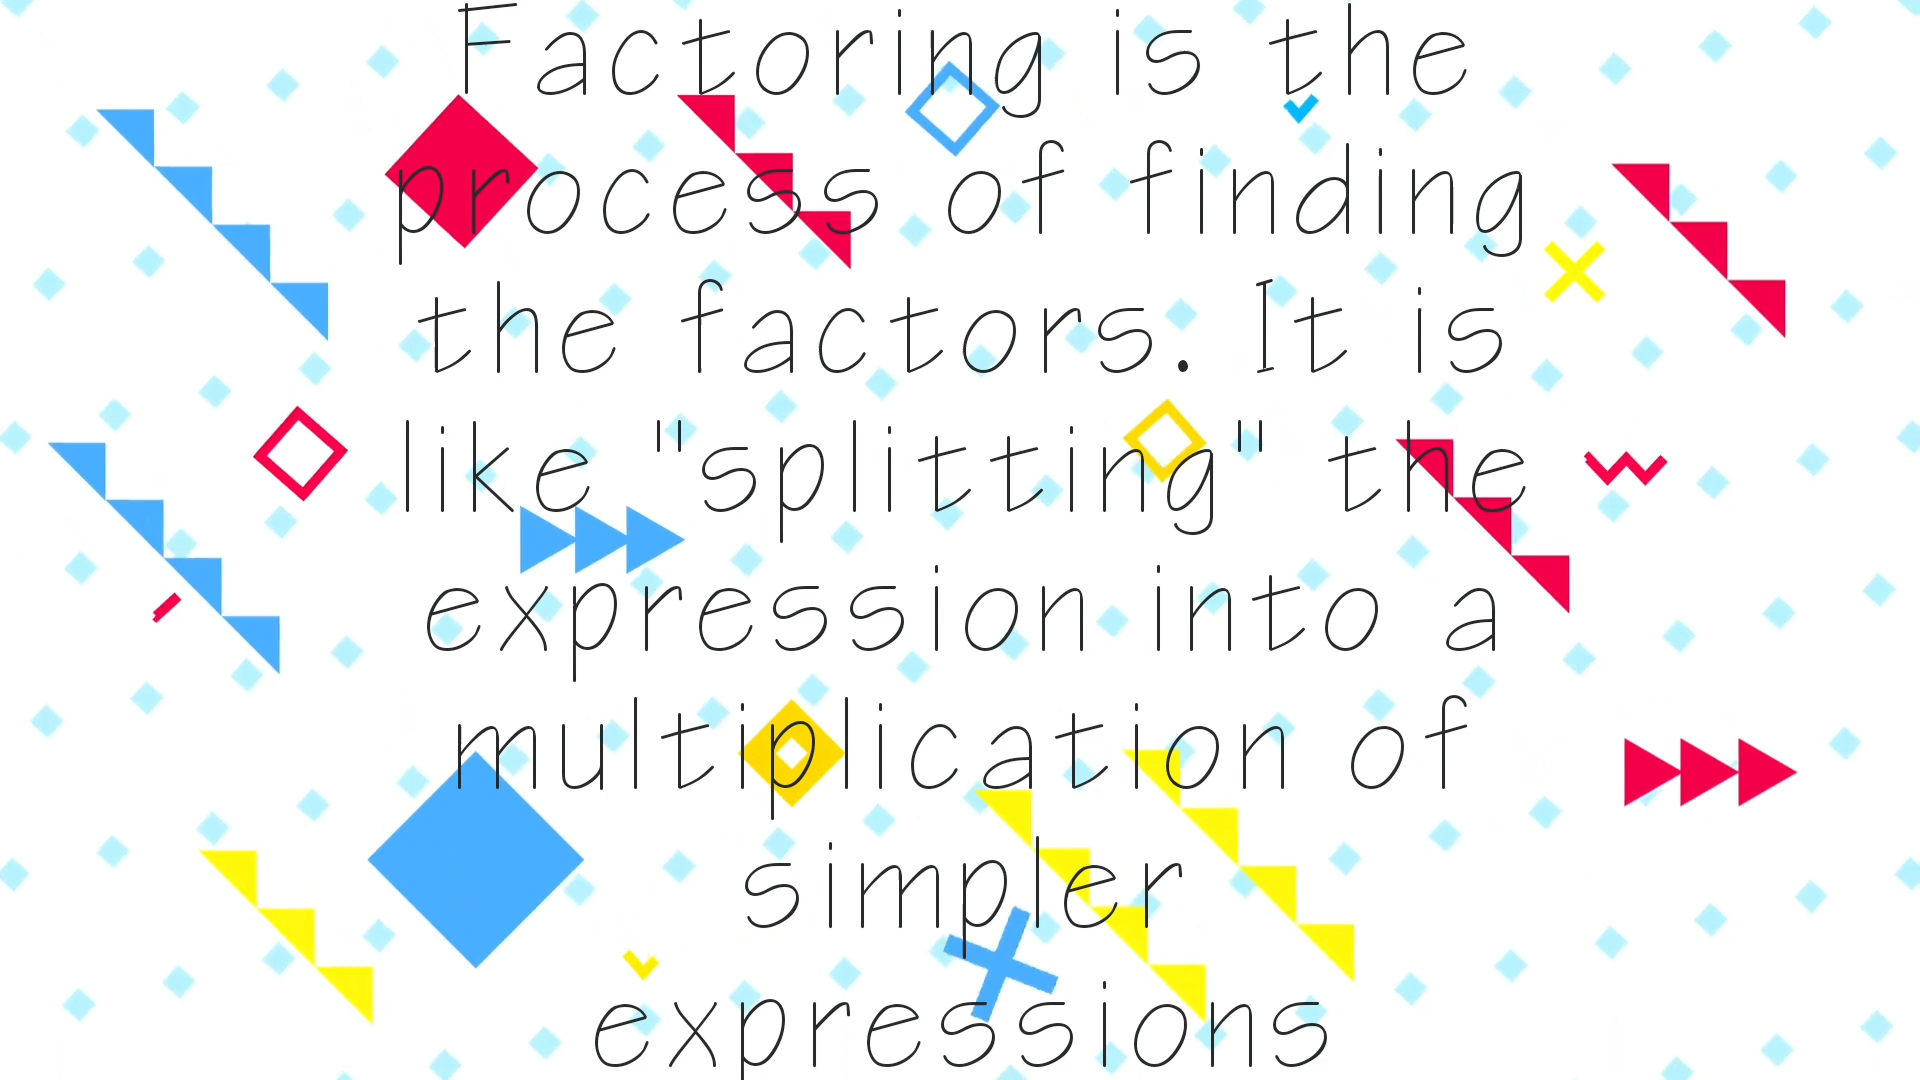 Factoring is the
process of finding
the factors. It is
like "splitting" the
expression into a
multiplication of
simpler
expressions